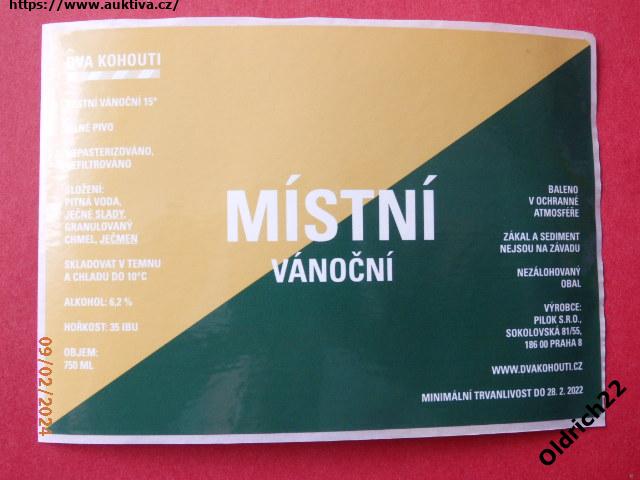 https://www.auktiva.cz/
DVA KOHOUTI
MÍSTNÍ VÁNOČNÍ 15°
SILNÉ PIVO
NEPASTERIZOVÁNO,
NEFILTROVÁNO
SLOŽENÍ:
PITNÁ VODA,
JEČNÉ SLADY,
GRANULOVANÝ
CHMEL, JEČMEN
SKLADOVAT V TEMNU
A CHLADU DO 10°C
ALKOHOL: 6,2 %
HOŘKOST: 35 IBU
OBJEM:
750 ML
MÍSTNÍ
VÁNOČNÍ
BALENO
V OCHRANNÉ
ATMOSFÉŘE
ZÁKAL A SEDIMENT
NEJSOU NA ZÁVADU
NEZÁLOHOVANÝ
OBAL
VÝROBCE:
PILOK S.R.O.,
SOKOLOVSKÁ 81/55,
186 00 PRAHA 8
WWW.DVAKOHOUTI.CZ
MINIMÁLNÍ TRVANLIVOST DO 28. 2. 2022
09/02/2024
Oldrich22